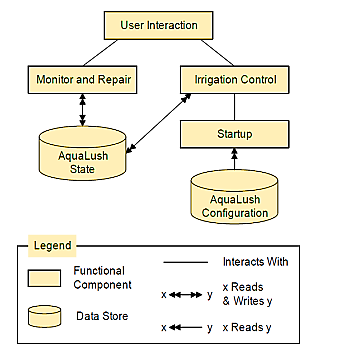 User Interaction
Monitor and Repair
Irrigation Control
AquaLush
State
Startup
AquaLush
Configuration
Legend
Functional
Component
Interacts With
x
y
x Reads
& Writes y
Data Store
x
y
x Reads y